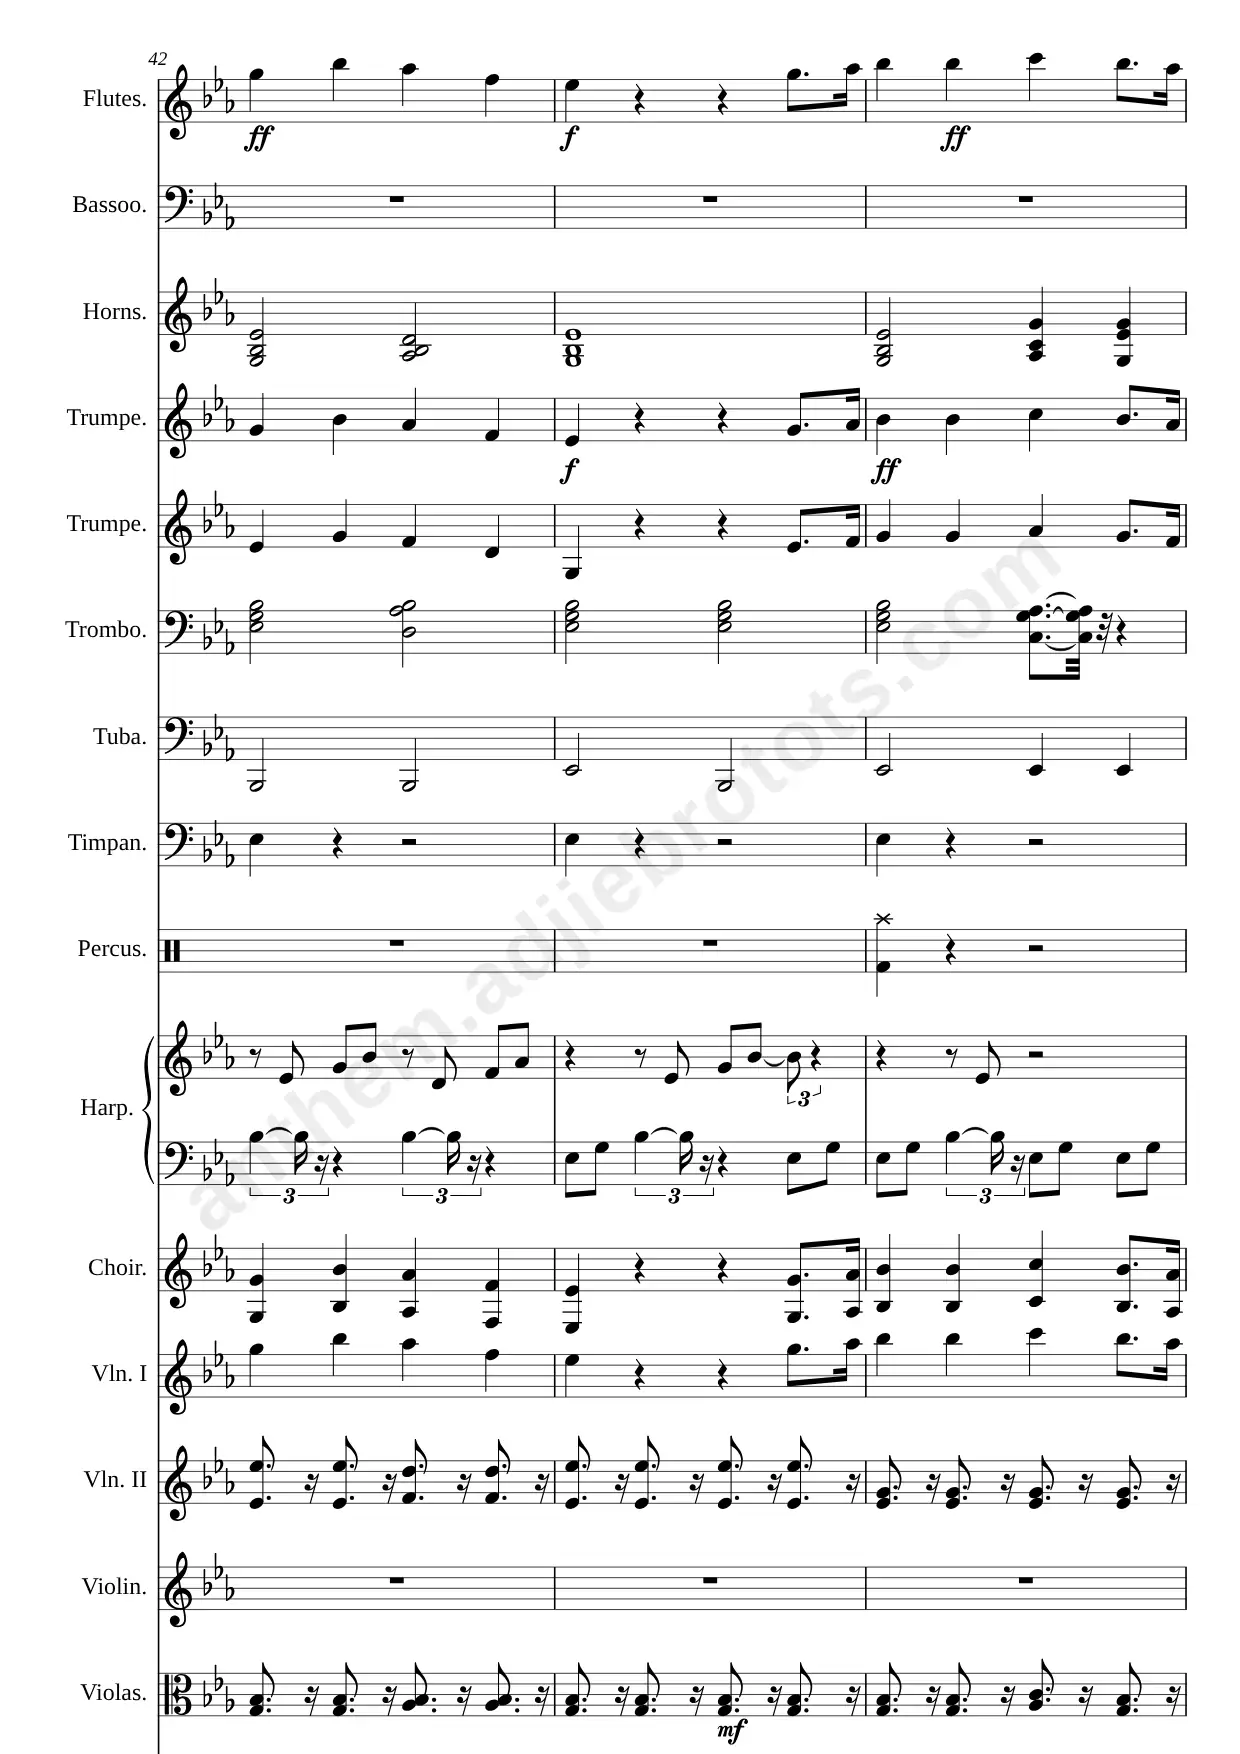 42
Flutes.
ff f ff
Bassoo.
Horns.
Trumpe.
f ff
Trumpe.
Trombo.
Tuba.
Timpan.
Percus.
Harp.
3
3 3 3 3
Choir.
Vln. I
Vln. II
Violin.
Violas.
mf
anthem.adjiebrotots.com